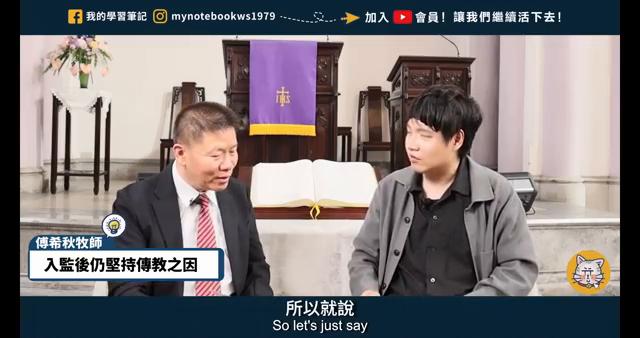 我的學習筆記
mynotebookws1979
加入
會員！讓我們繼續活下去！
IHS
傅希秋牧師
入監後仍堅持傳教之因
所以就說
So let's just say